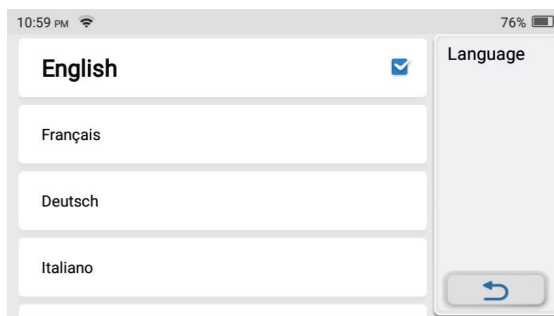 10:59 PM 76%
English
Language
Français
Deutsch
Italiano